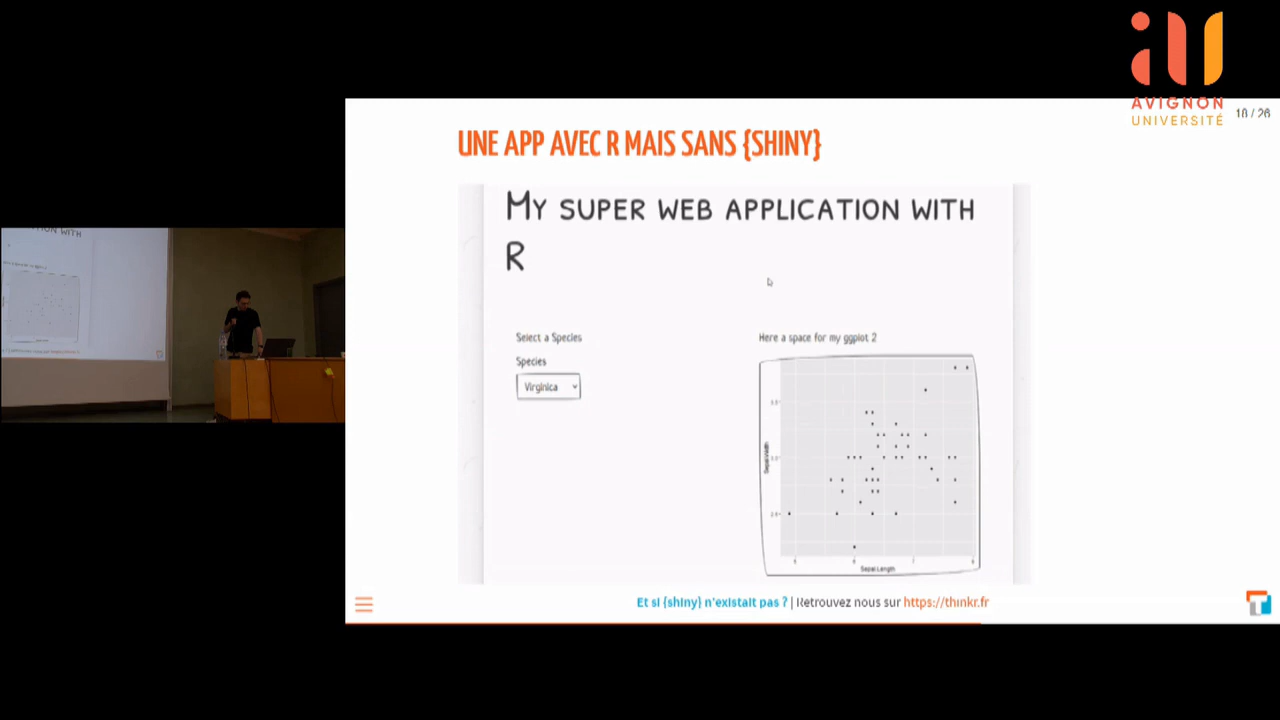 AVIGNON
UNIVERSITÉ
18 / 26
UNE APP AVEC R MAIS SANS {SHINY}
MY SUPER WEB APPLICATION WITH
R
Select a Species
Species
Virginica
Here a space for my ggplot 2
Sepal.Width
Sepal.Length
Et si {shiny} n'existait pas ? | Retrouvez nous sur https://thinkr.fr